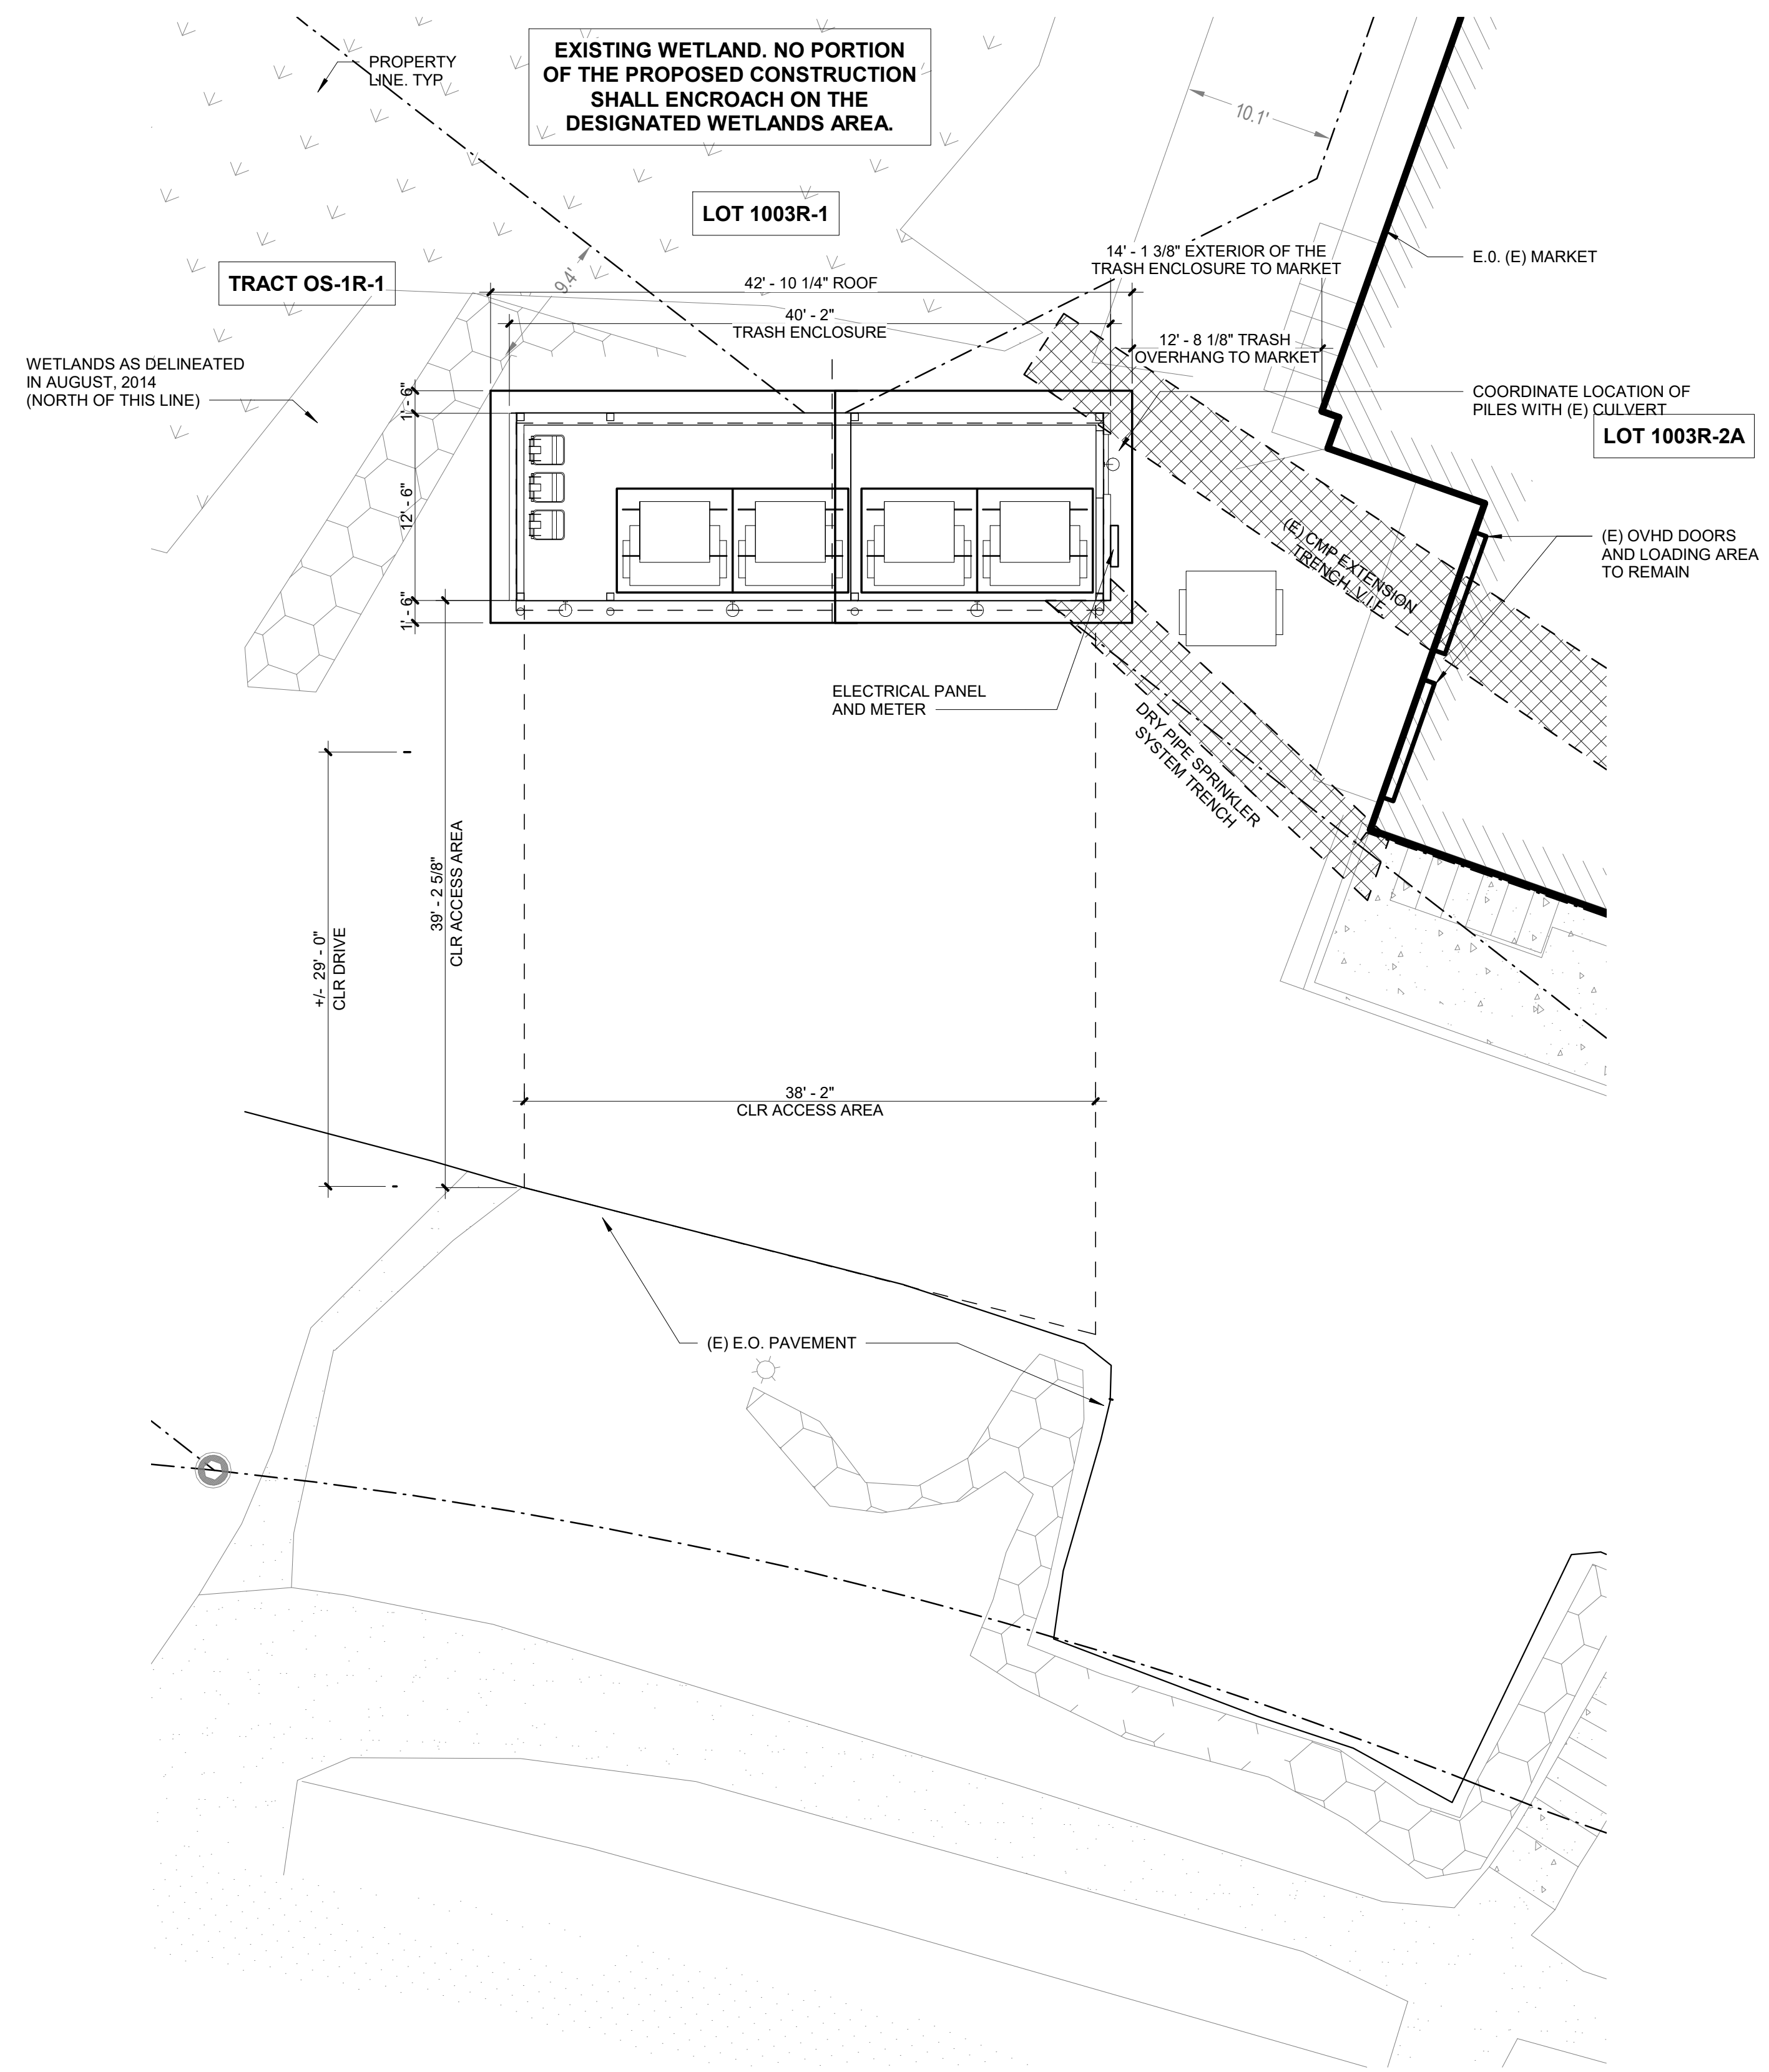 PROPERTY
LINE. TYP
EXISTING WETLAND. NO PORTION
OF THE PROPOSED CONSTRUCTION
SHALL ENCROACH ON THE
DESIGNATED WETLANDS AREA.
10.1'
LOT 1003R-1
14' - 1 3/8" EXTERIOR OF THE
TRASH ENCLOSURE TO MARKET
E.0. (E) MARKET
TRACT OS-1R-1
9.4'
42' - 10 1/4" ROOF
40' - 2"
TRASH ENCLOSURE
12' - 8 1/8" TRASH
OVERHANG TO MARKET
WETLANDS AS DELINEATED
IN AUGUST, 2014
(NORTH OF THIS LINE)
COORDINATE LOCATION OF
PILES WITH (E) CULVERT
LOT 1003R-2A
1' - 6"
12' - 6"
1' - 6"
(E) CMP EXTENSION
TRENCH, V.I.F.
(E) OVHD DOORS
AND LOADING AREA
TO REMAIN
ELECTRICAL PANEL
AND METER
DRY PIPE SPRINKLER
SYSTEM TRENCH
39' - 2 5/8"
CLR ACCESS AREA
+/- 29' - 0"
CLR DRIVE
38' - 2"
CLR ACCESS AREA
(E) E.O. PAVEMENT